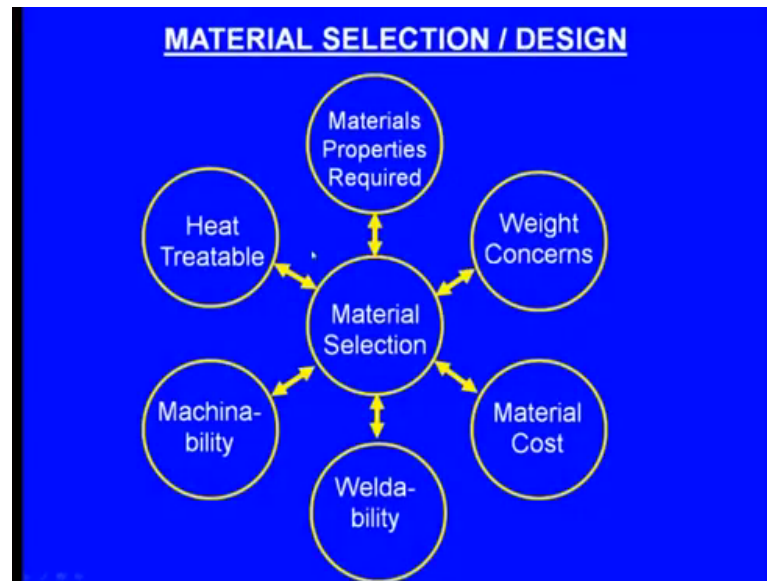 MATERIAL SELECTION / DESIGN
Materials
Properties
Required
Heat
Treatable
Weight
Concerns
Material
Selection
Machina-
bility
Material
Cost
Welda-
bility